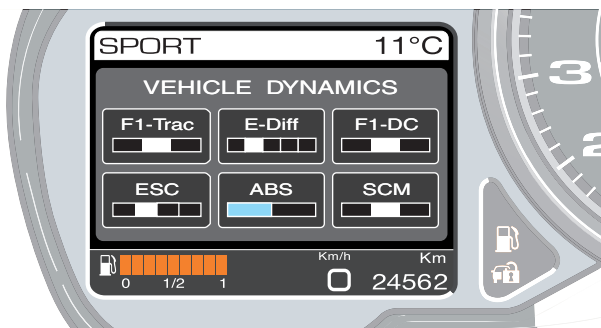 SPORT 11°C
VEHICLE DYNAMICS
F1-Trac E-Diff F1-DC
ESC ABS SCM
Km/h Km
0 1/2 1 0 24562
3
2